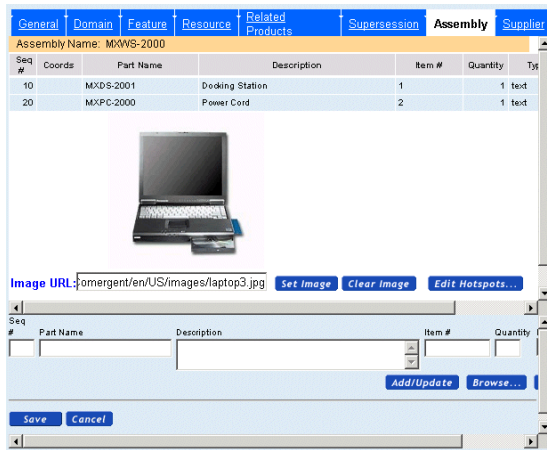 General Domain Feature Resource Related Products Supersession Assembly Supplier
Assembly Name: MXWS-2000
Seq # Coords Part Name Description Item # Quantity Typ
10 MXDS-2001 Docking Station 1 1 text
20 MXPC-2000 Power Cord 2 1 text
Image URL: Comergent/en/US/images/laptop3.jpg Set Image Clear Image Edit Hotspots...
Seq # Part Name Description Item # Quantity
Add/Update Browse...
Save Cancel